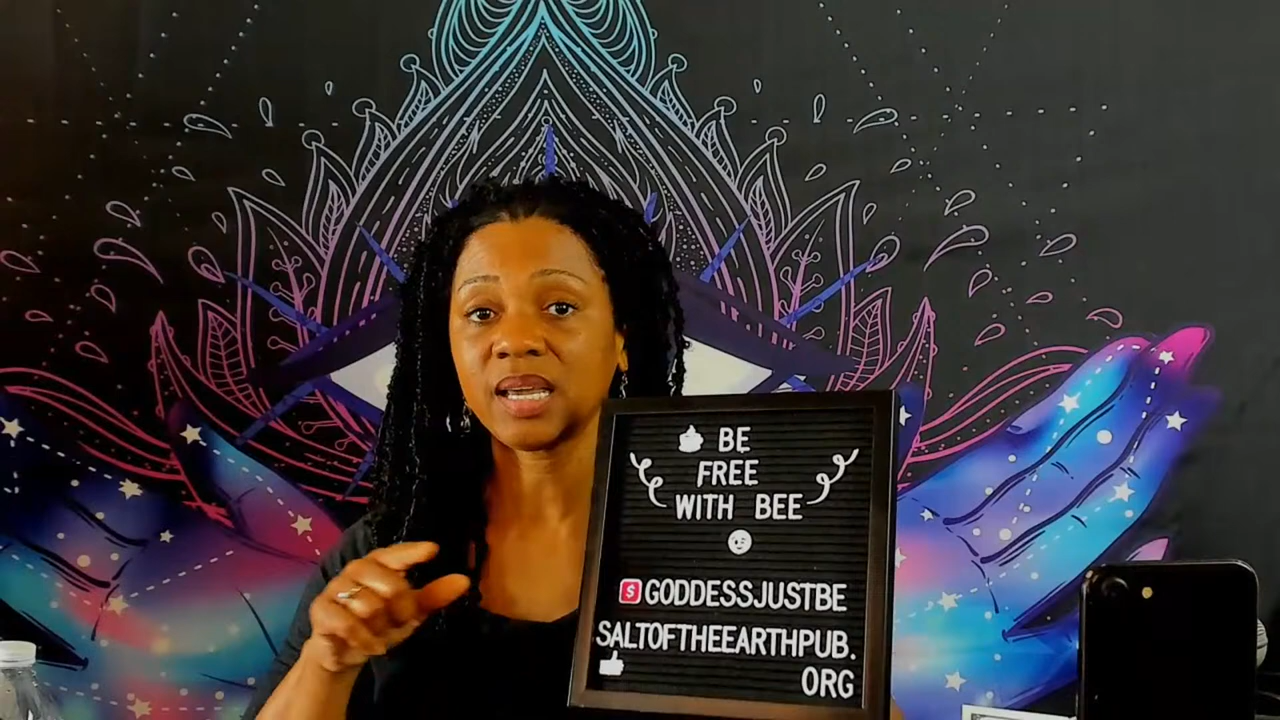 BE
FREE
WITH BEE
$GODDESSJUSTBE
SALTOFTHEEARTHPUB.
ORG